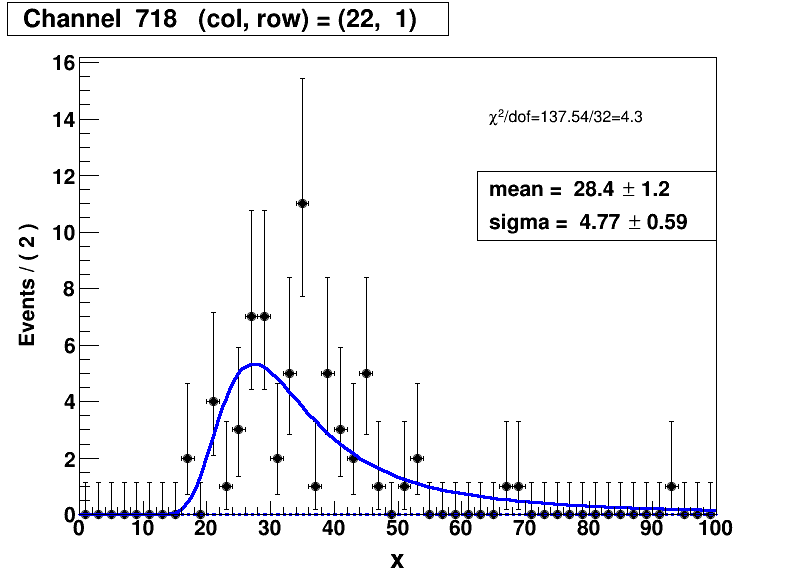 Channel 718 (col, row) = (22, 1)
χ²/dof=137.54/32=4.3
mean = 28.4 ± 1.2
sigma = 4.77 ± 0.59
Events / ( 2 )
16
14
12
10
8
6
4
2
0
0 10 20 30 40 50 60 70 80 90 100
x